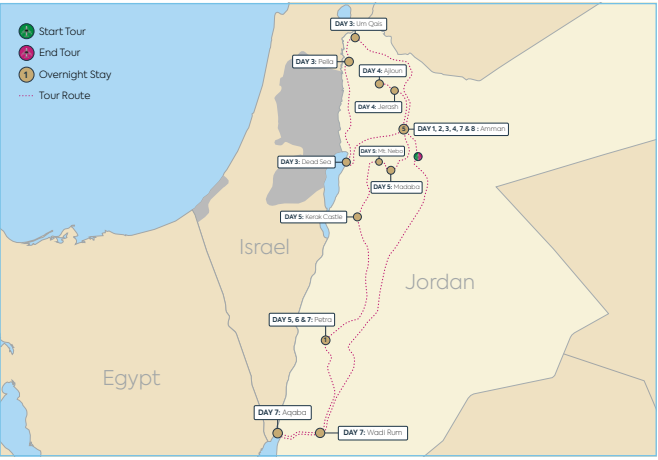 Start Tour
End Tour
1 Overnight Stay
Tour Route
DAY 3: Um Qais
DAY 3: Pella
DAY 4: Ajloun
DAY 4: Jerash
5
DAY 1, 2, 3, 4, 7 & 8 : Amman
DAY 3: Dead Sea
DAY 5: Mt. Nebo
DAY 5: Madaba
DAY 5: Kerak Castle
Israel
Jordan
DAY 5, 6 & 7: Petra
1
Egypt
DAY 7: Aqaba
DAY 7: Wadi Rum